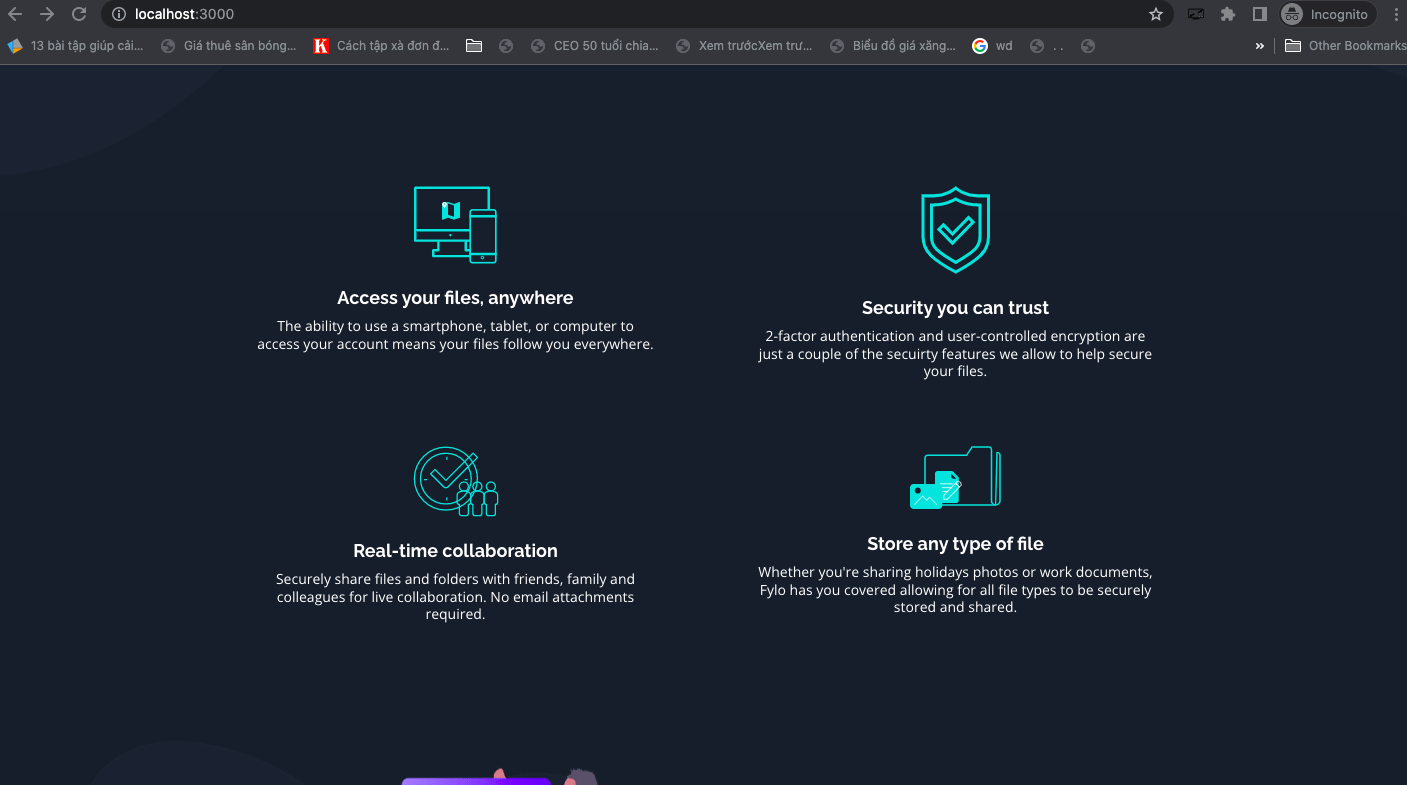 localhost:3000
Incognito
13 bài tập giúp cải...
Giá thuê sân bóng...
K
Cách tập xà đơn đ...
CEO 50 tuổi chia...
Xem trướcXem trư...
Biểu đồ giá xăng...
G
wd
. .
»
Other Bookmarks
Access your files, anywhere
The ability to use a smartphone, tablet, or computer to
access your account means your files follow you everywhere.
Security you can trust
2-factor authentication and user-controlled encryption are
just a couple of the secuirty features we allow to help secure
your files.
Real-time collaboration
Securely share files and folders with friends, family and
colleagues for live collaboration. No email attachments
required.
Store any type of file
Whether you're sharing holidays photos or work documents,
Fylo has you covered allowing for all file types to be securely
stored and shared.